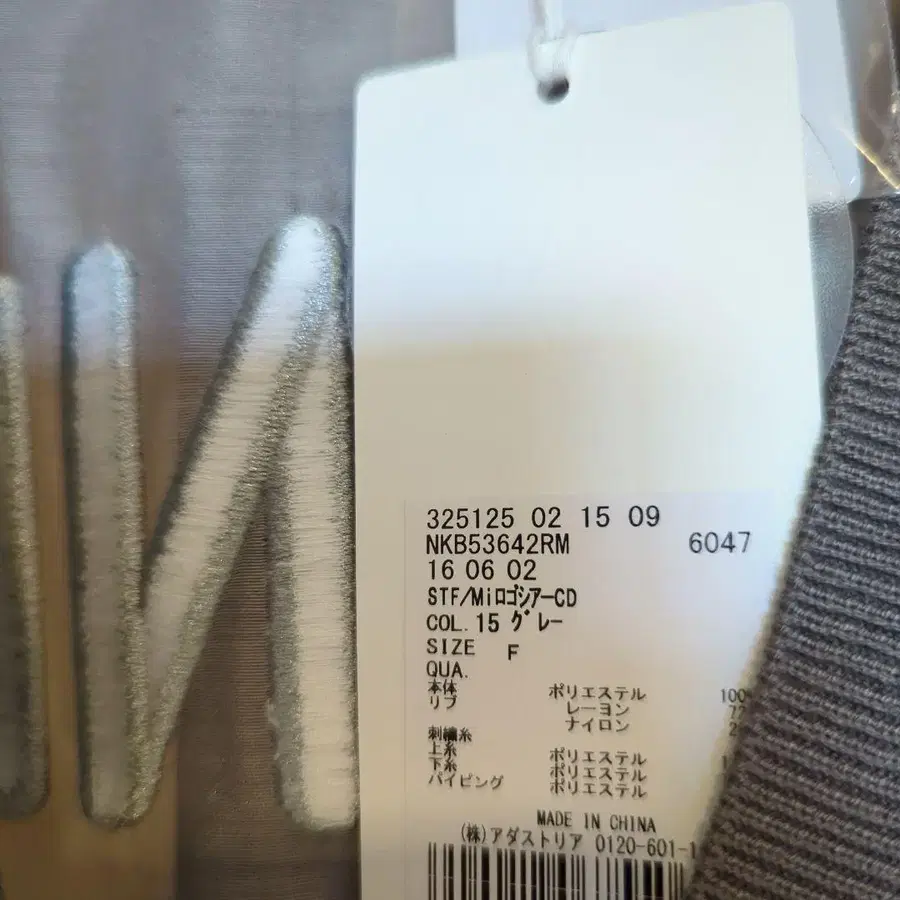 325125 02 15 09
NKB53642RM 6047
16 06 02
STF/MiロゴシアーCD
COL. 15 グレー
SIZE F
QUA.
本体 ポリエステル 100
リブ レーヨン
ナイロン
刺繍糸
上糸 ポリエステル
下糸 ポリエステル
パイピング ポリエステル
MADE IN CHINA
(株)アダストリア 0120-601-1